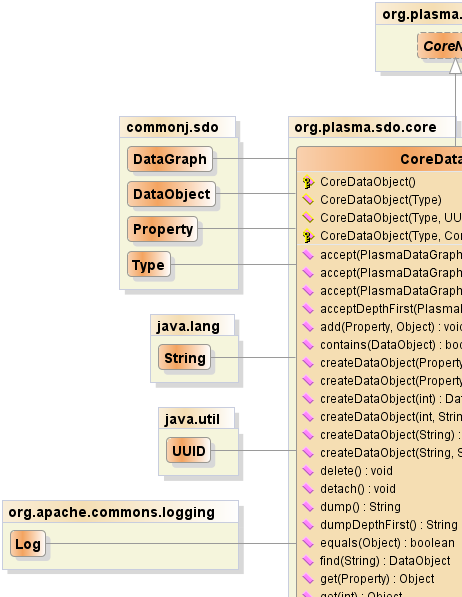 org.plasma.
CoreN
commonj.sdo
DataGraph
DataObject
Property
Type
java.lang
String
java.util
UUID
org.apache.commons.logging
Log
org.plasma.sdo.core
CoreData
CoreDataObject()
CoreDataObject(Type)
CoreDataObject(Type, UU
CoreDataObject(Type, Cor
accept(PlasmaDataGraph
accept(PlasmaDataGraph
accept(PlasmaDataGraph
acceptDepthFirst(Plasmal
add(Property, Object) : void
contains(DataObject) : boo
createDataObject(Property
createDataObject(Property
createDataObject(int) : Dat
createDataObject(int, Strin
createDataObject(String) :
createDataObject(String, S
delete() : void
detach() : void
dump() : String
dumpDepthFirst() : String
equals(Object) : boolean
find(String) : DataObject
get(Property) : Object
get(int) : Object